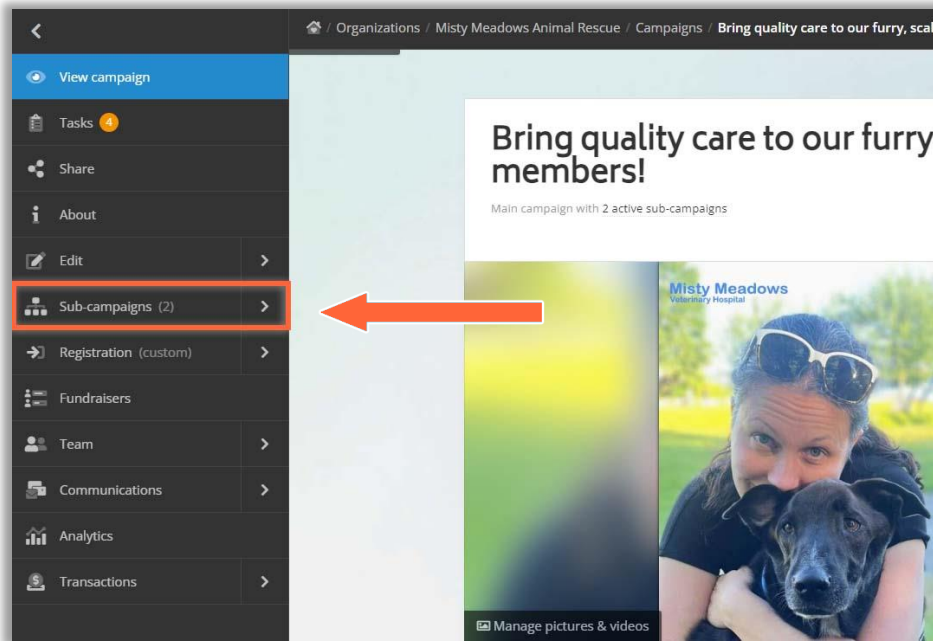 / Organizations / Misty Meadows Animal Rescue / Campaigns / Bring quality care to our furry,
View campaign
Tasks 4
Share
About
Edit
Sub-campaigns (2)
Registration (custom)
Fundraisers
Team
Communications
Analytics
Transactions
Bring quality care to our furry
members!
Main campaign with 2 active sub-campaigns
Misty Meadows
Veterinary Hospital
Manage pictures & videos